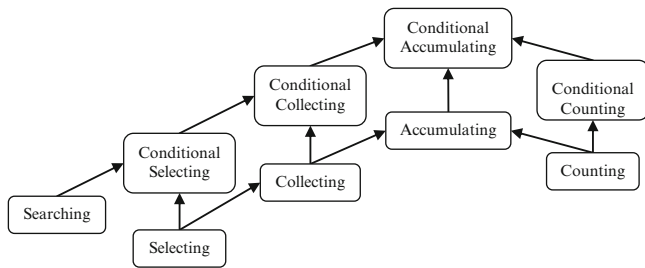 Conditional
Accumulating
Conditional
Collecting
Conditional
Counting
Accumulating
Conditional
Selecting
Collecting
Counting
Searching
Selecting